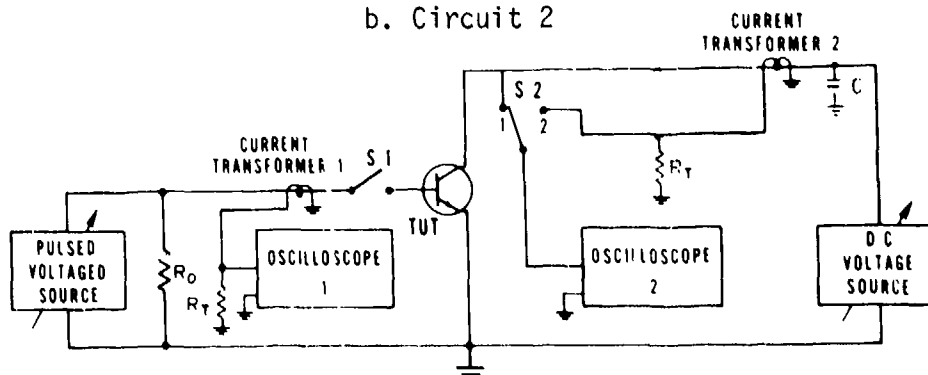 b. Circuit 2
CURRENT
TRANSFORMER 2
C
S 2
1
2
CURRENT
TRANSFORMER 1
S I
R_T
TUT
PULSED
VOLTAGED
SOURCE
R_O
R_T
OSCILLOSCOPE
1
OSCILLOSCOPE
2
D C
VOLTAGE
SOURCE